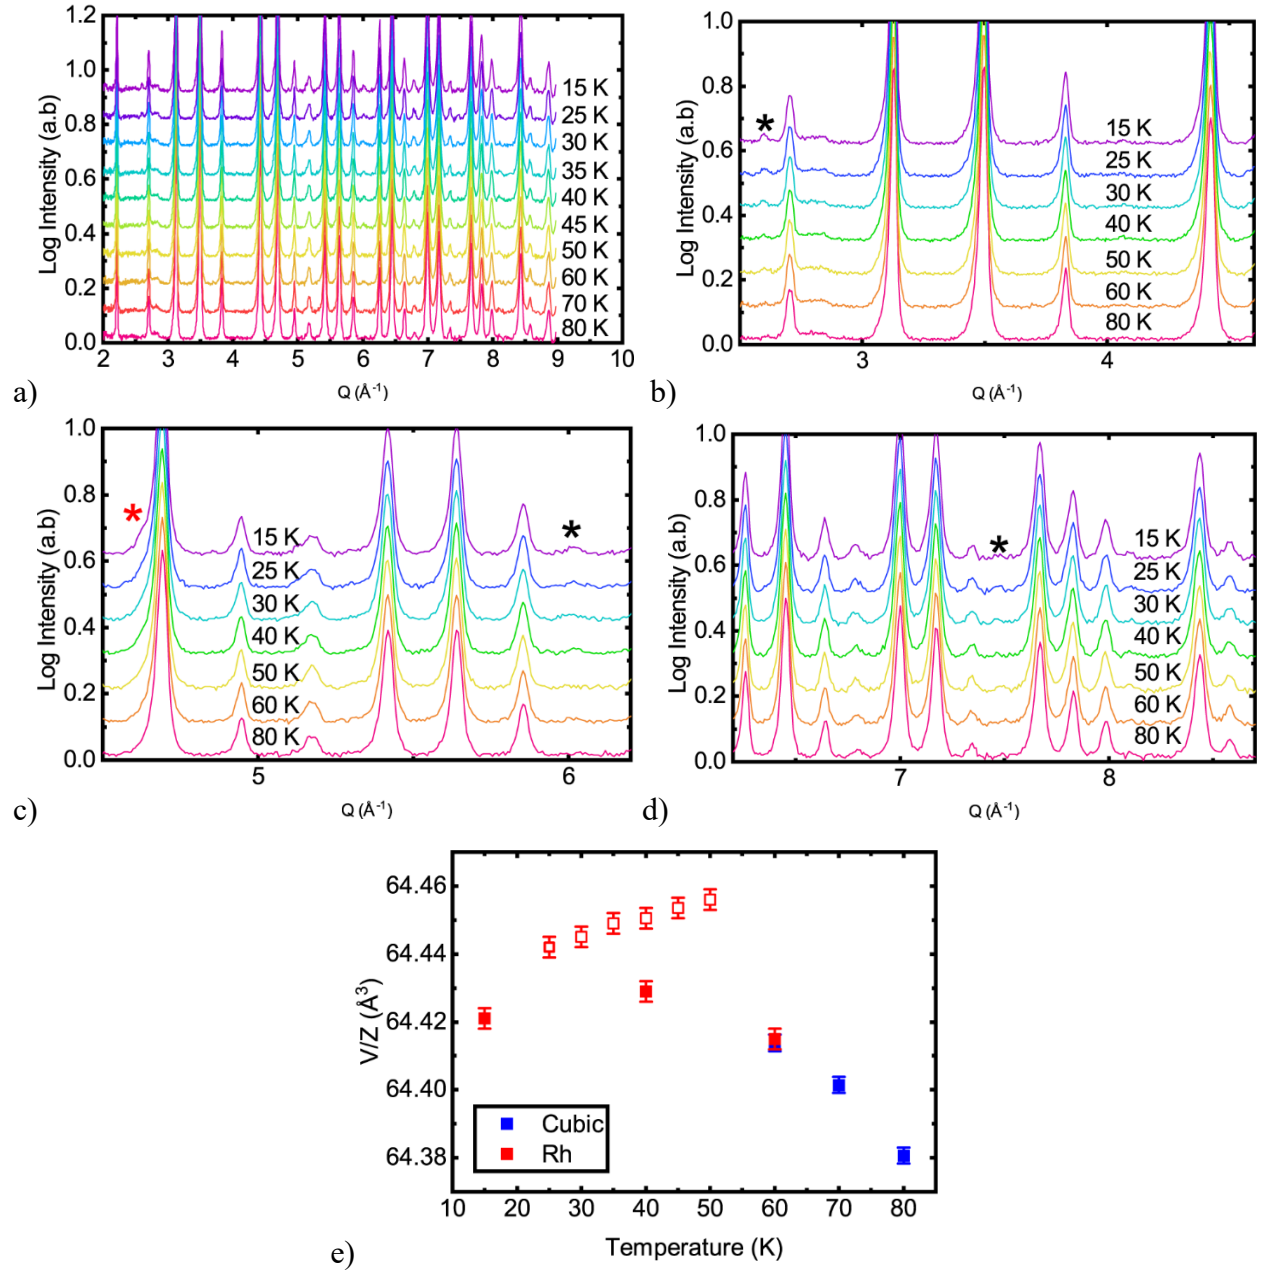 1.2
1.0
0.8
0.6
0.4
0.2
0.0
Log Intensity (a.b)
15 K
25 K
30 K
35 K
40 K
45 K
50 K
60 K
70 K
80 K
2 3 4 5 6 7 8 9 10
Q (Å⁻¹)
a)
1.0
0.8
0.6
0.4
0.2
0.0
Log Intensity (a.b)
*
15 K
25 K
30 K
40 K
50 K
60 K
80 K
3 4
Q (Å⁻¹)
b)
1.0
0.8
0.6
0.4
0.2
0.0
Log Intensity (a.b)
* *
15 K
25 K
30 K
40 K
50 K
60 K
80 K
5 6
Q (Å⁻¹)
c)
1.0
0.8
0.6
0.4
0.2
0.0
Log Intensity (a.b)
*
15 K
25 K
30 K
40 K
50 K
60 K
80 K
7 8
Q (Å⁻¹)
d)
64.46
64.44
64.42
64.40
64.38
V/Z (Å³)
Cubic
Rh
10 20 30 40 50 60 70 80
Temperature (K)
e)